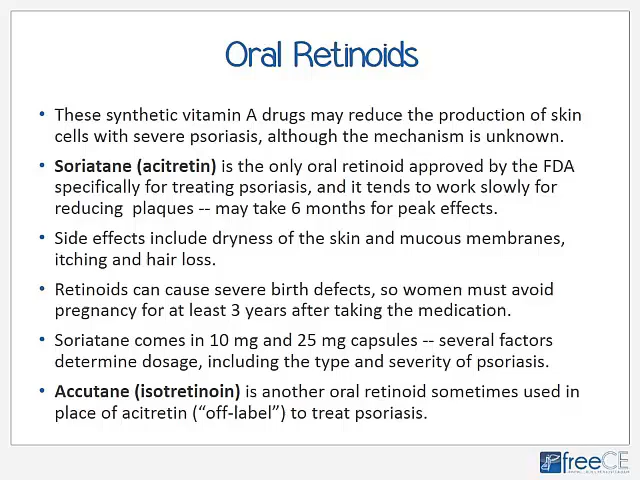 Oral Retinoids
• These synthetic vitamin A drugs may reduce the production of skin
cells with severe psoriasis, although the mechanism is unknown.
• Soriatane (acitretin) is the only oral retinoid approved by the FDA
specifically for treating psoriasis, and it tends to work slowly for
reducing plaques -- may take 6 months for peak effects.
• Side effects include dryness of the skin and mucous membranes,
itching and hair loss.
• Retinoids can cause severe birth defects, so women must avoid
pregnancy for at least 3 years after taking the medication.
• Soriatane comes in 10 mg and 25 mg capsules -- several factors
determine dosage, including the type and severity of psoriasis.
• Accutane (isotretinoin) is another oral retinoid sometimes used in
place of acitretin (“off-label”) to treat psoriasis.
freeCE